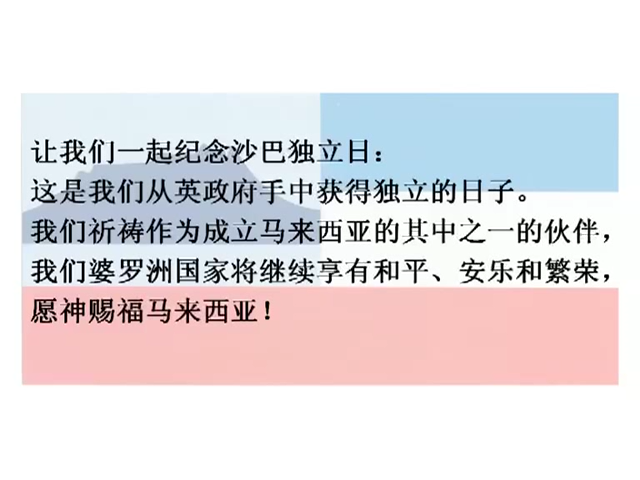 让我们一起纪念沙巴独立日：
这是我们从英政府手中获得独立的日子。
我们祈祷作为成立马来西亚的其中之一的伙伴，
我们婆罗洲国家将继续享有和平、安乐和繁荣，
愿神赐福马来西亚！